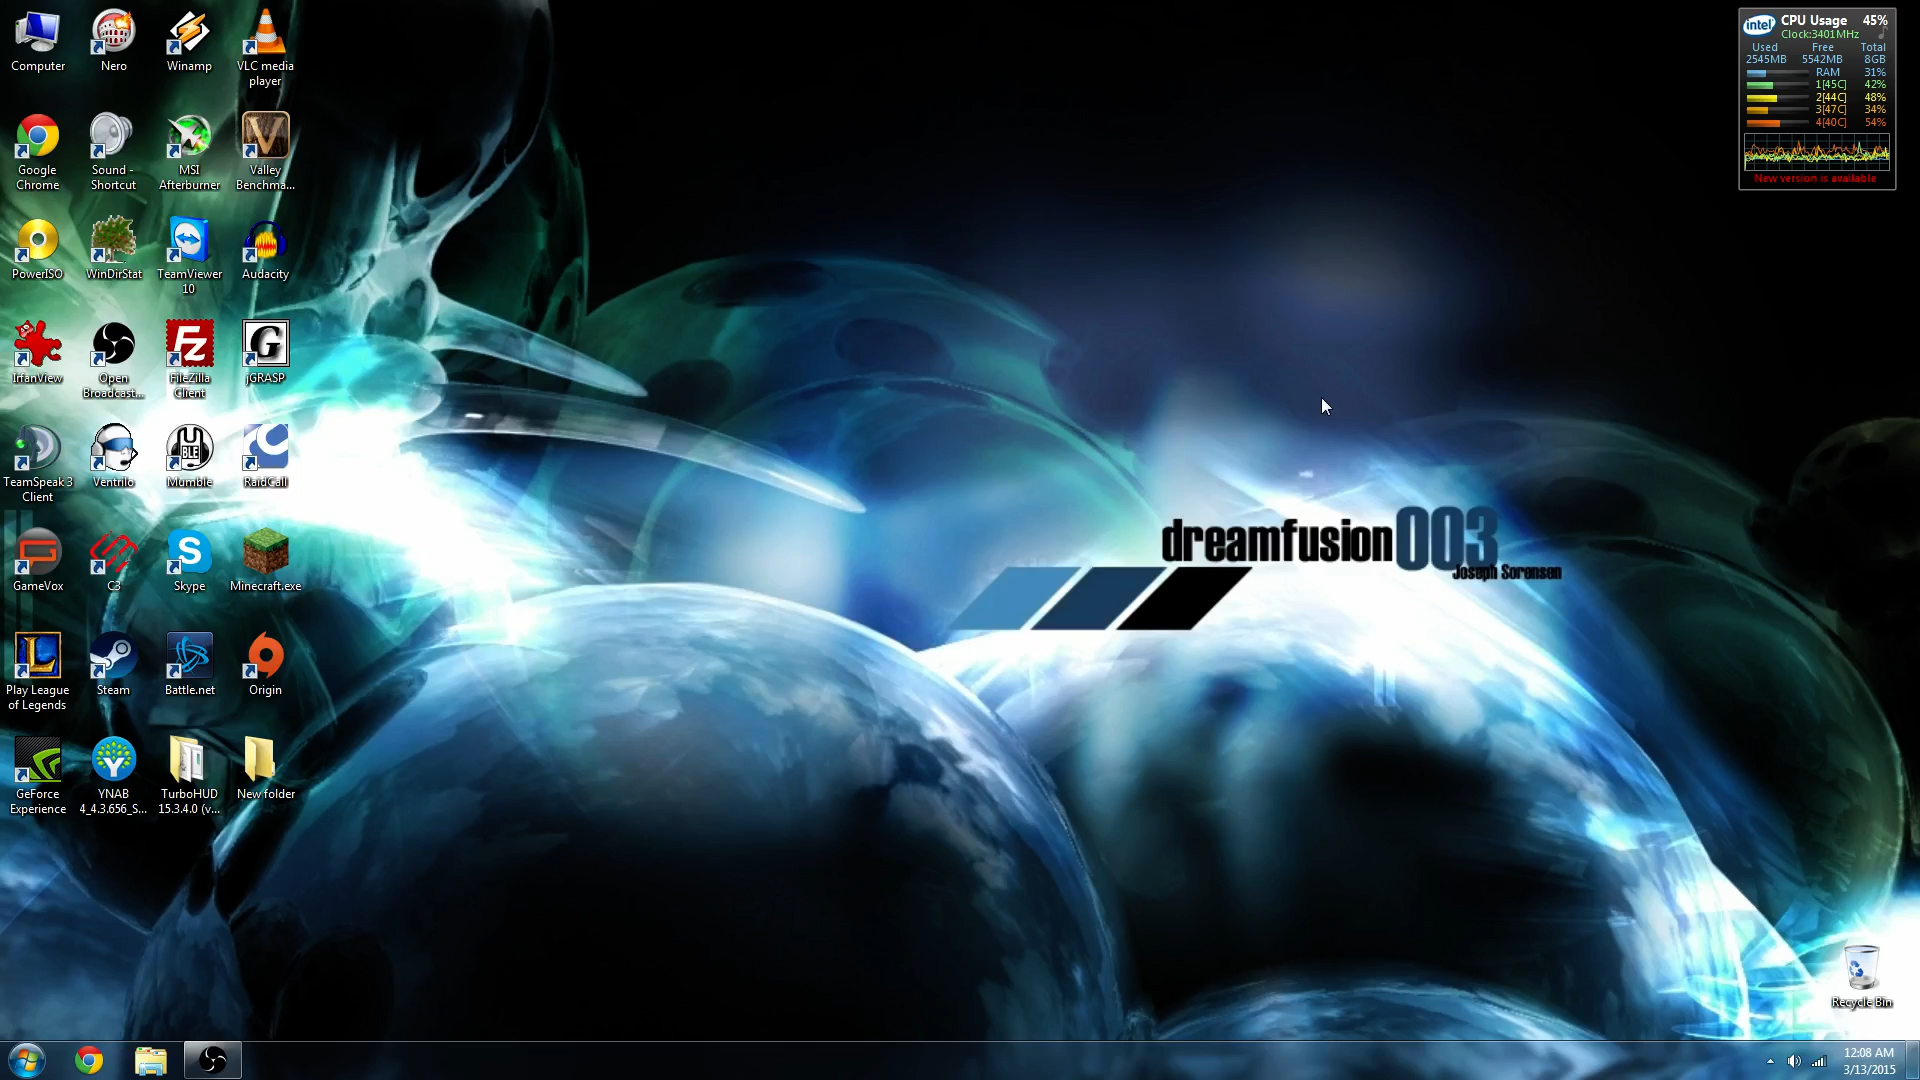 Computer
Nero
Winamp
VLC media
player
Google
Chrome
Sound -
Shortcut
MSI
Afterburner
Valley
Benchma...
PowerISO
WinDirStat
TeamViewer
10
Audacity
IrfanView
Open
Broadcast...
FileZilla
Client
jGRASP
TeamSpeak 3
Client
Ventrilo
Mumble
RaidCall
GameVox
C3
Skype
Minecraft.exe
Play League
of Legends
Steam
Battle.net
Origin
GeForce
Experience
YNAB
4_4.3.656_S...
TurboHUD
15.3.4.0 (v...
New folder
intel CPU Usage 45%
Clock:3401MHz
Used Free Total
2545MB 5542MB 8GB
RAM 31%
1[45C] 42%
2[44C] 48%
3[47C] 34%
4[40C] 54%
New version is available
dreamfusion003
Joseph Sorensen
Recycle Bin
12:08 AM
3/13/2015